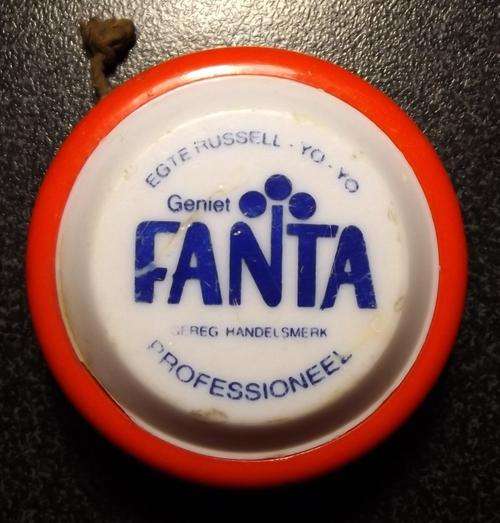 EGTE RUSSELL - YO - YO
Geniet
FANTA
GEREG HANDELSMERK
PROFESSIONEEL